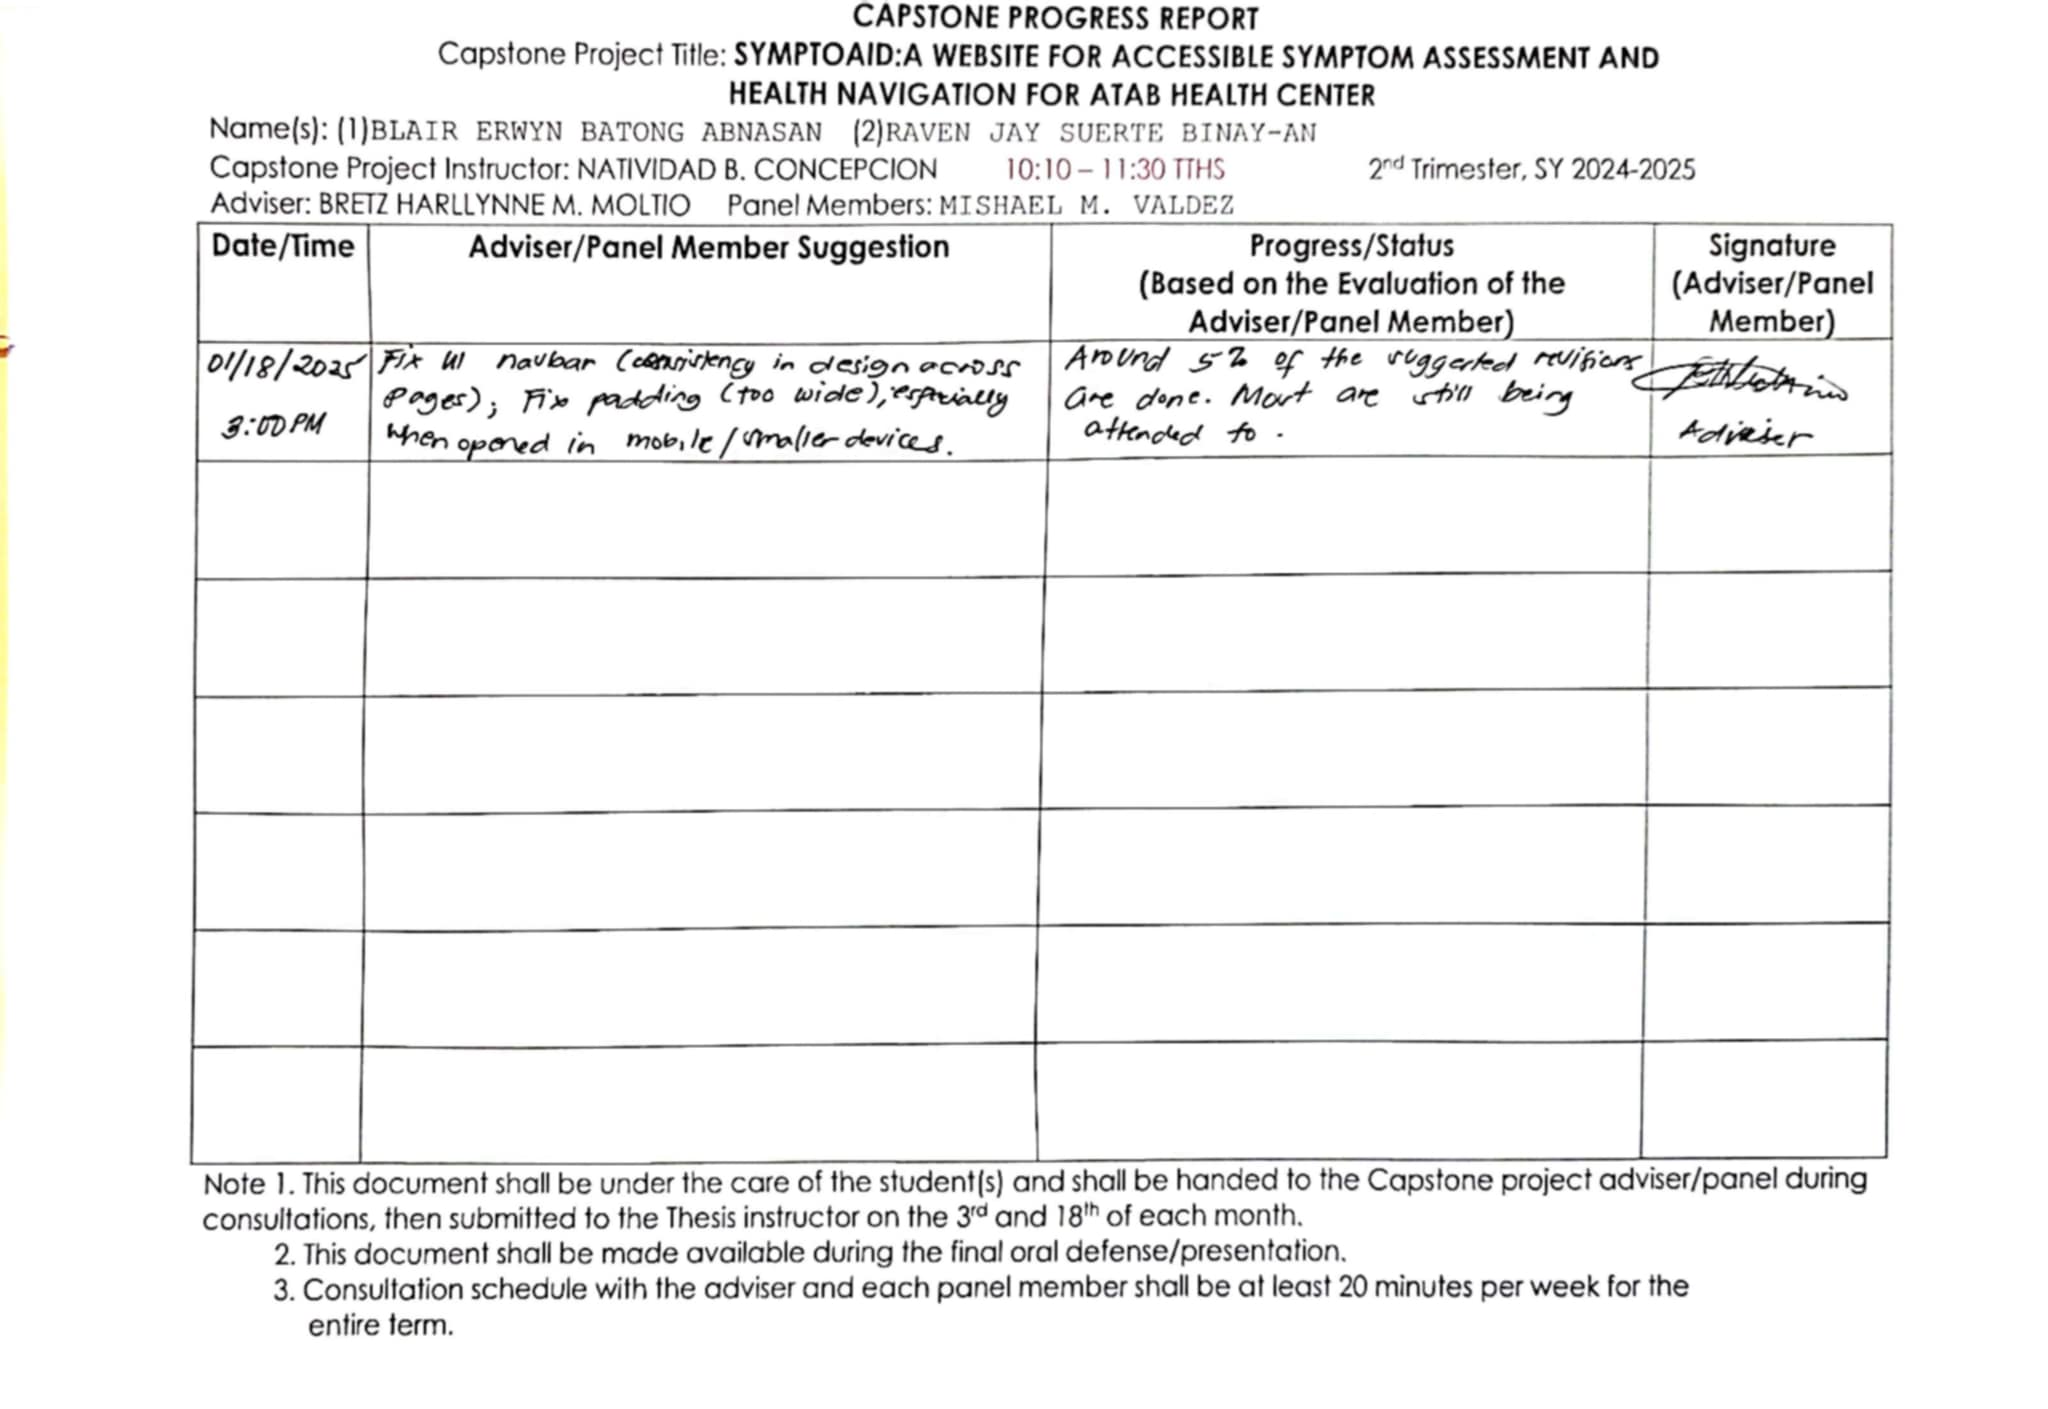 CAPSTONE PROGRESS REPORT
Capstone Project Title: SYMPTOAID:A WEBSITE FOR ACCESSIBLE SYMPTOM ASSESSMENT AND
HEALTH NAVIGATION FOR ATAB HEALTH CENTER
Name(s): (1)BLAIR ERWYN BATONG ABNASAN (2)RAVEN JAY SUERTE BINAY-AN
Capstone Project Instructor: NATIVIDAD B. CONCEPCION 10:10 – 11:30 TTHS 2nd Trimester, SY 2024-2025
Adviser: BRETZ HARLLYNNE M. MOLTIO Panel Members: MISHAEL M. VALDEZ
Date/Time
Adviser/Panel Member Suggestion
Progress/Status
(Based on the Evaluation of the
Adviser/Panel Member)
Signature
(Adviser/Panel
Member)
01/18/2025
3:00 PM
Fix UI navbar (consistency in design across
pages); Fix padding (too wide), especially
when opened in mobile/smaller devices.
Around 5% of the suggested revisions
are done. Most are still being
attended to.
Adviser
Note 1. This document shall be under the care of the student(s) and shall be handed to the Capstone project adviser/panel during
consultations, then submitted to the Thesis instructor on the 3rd and 18th of each month.
2. This document shall be made available during the final oral defense/presentation.
3. Consultation schedule with the adviser and each panel member shall be at least 20 minutes per week for the
entire term.